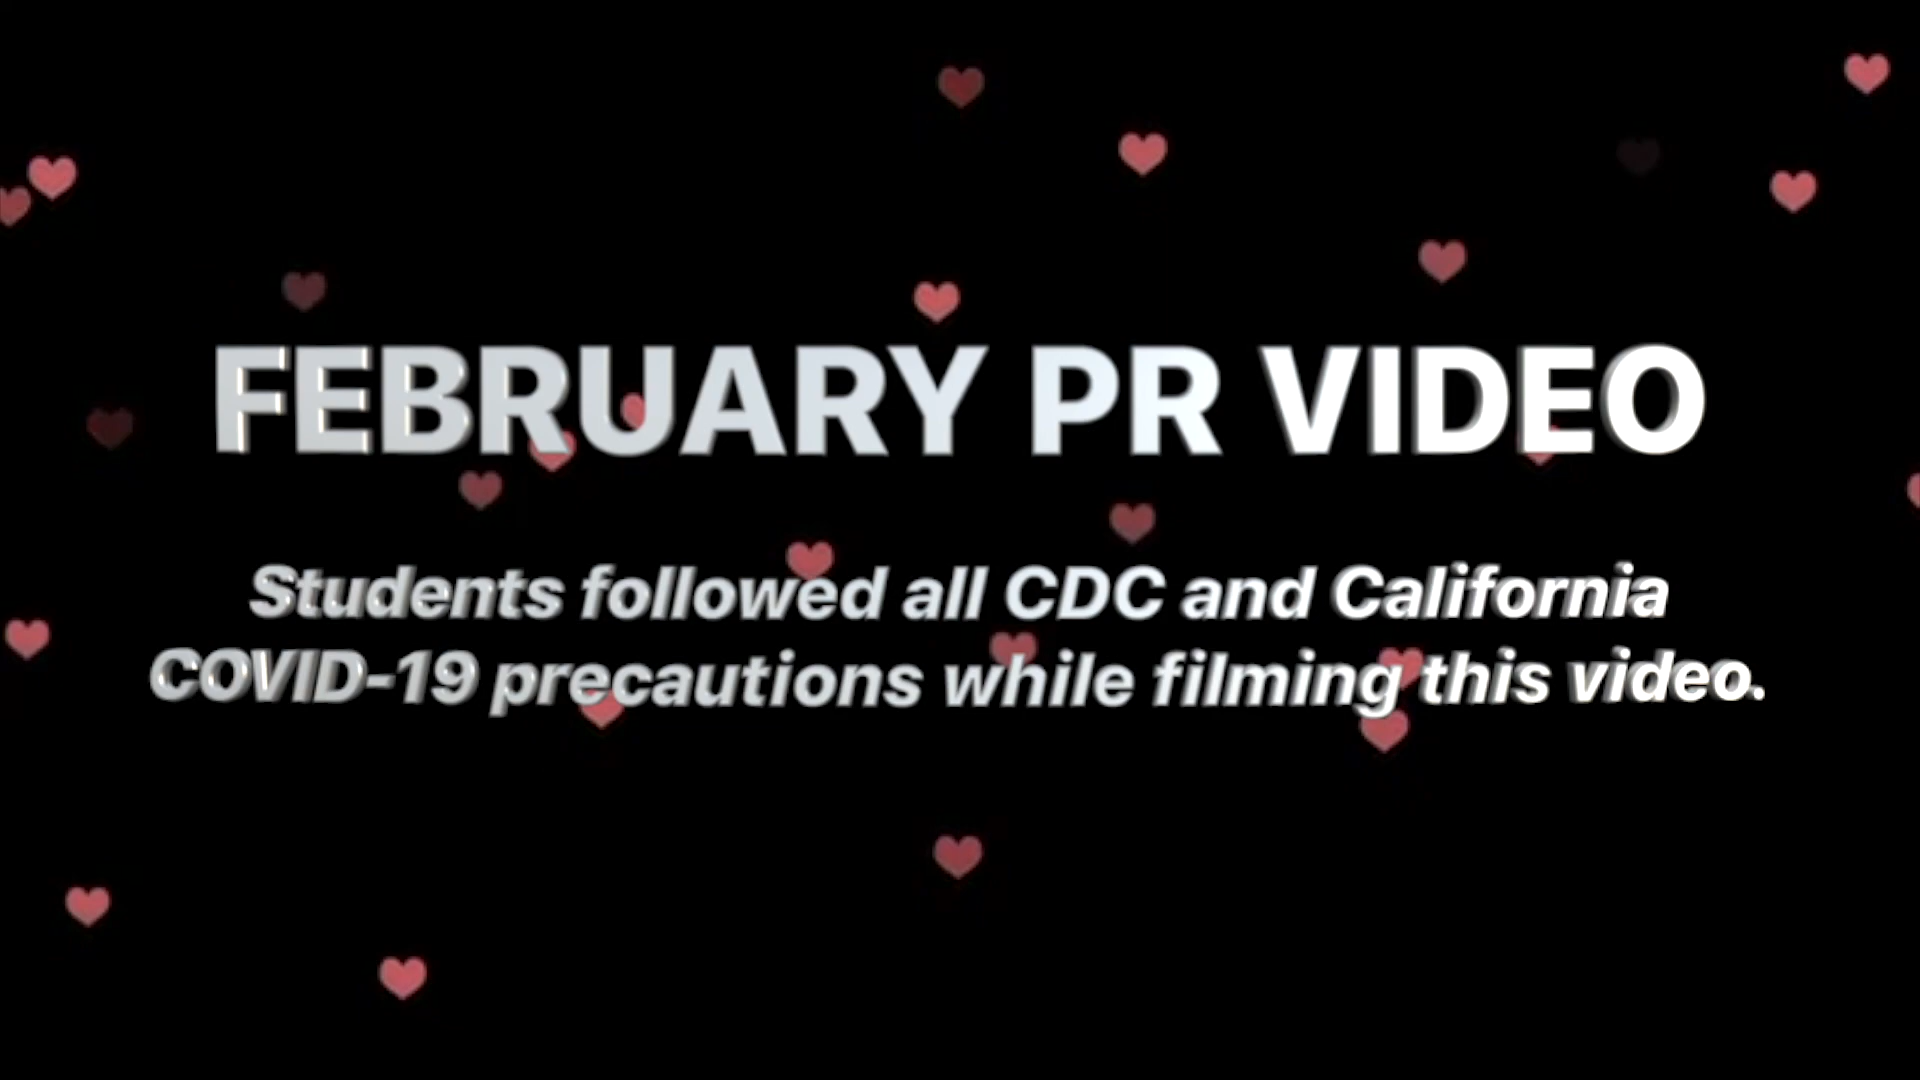 FEBRUARY PR VIDEO
Students followed all CDC and California
COVID-19 precautions while filming this video.